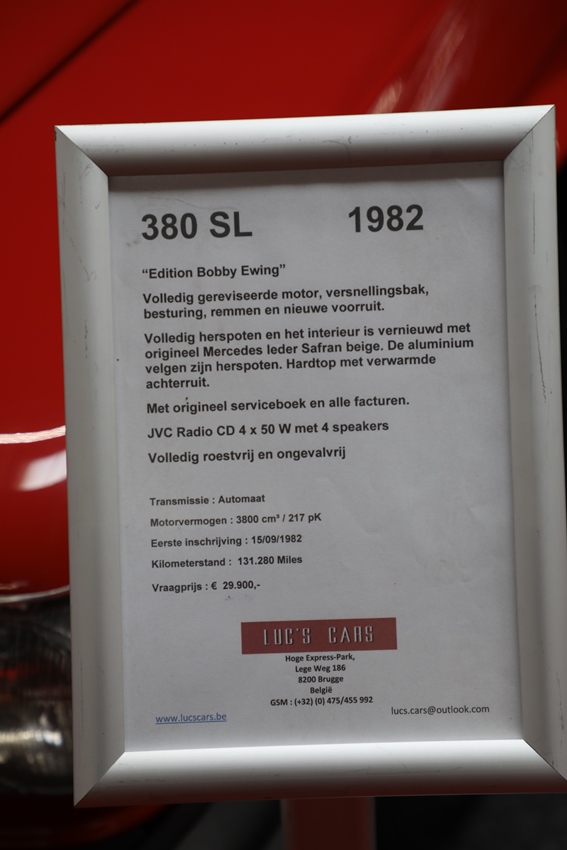 380 SL 1982
“Edition Bobby Ewing”
Volledig gereviseerde motor, versnellingsbak,
besturing, remmen en nieuwe voorruit.
Volledig herspoten en het interieur is vernieuwd met
origineel Mercedes leder Safran beige. De aluminium
velgen zijn herspoten. Hardtop met verwarmde
achterruit.
Met origineel serviceboek en alle facturen.
JVC Radio CD 4 x 50 W met 4 speakers
Volledig roestvrij en ongevalvrij
Transmissie : Automaat
Motorvermogen : 3800 cm³ / 217 pK
Eerste inschrijving : 15/09/1982
Kilometerstand : 131.280 Miles
Vraagprijs : € 29.900,-
LUC'S CARS
Hoge Express-Park,
Lege Weg 186
8200 Brugge
België
GSM : (+32) (0) 475/455 992
www.lucscars.be lucs.cars@outlook.com